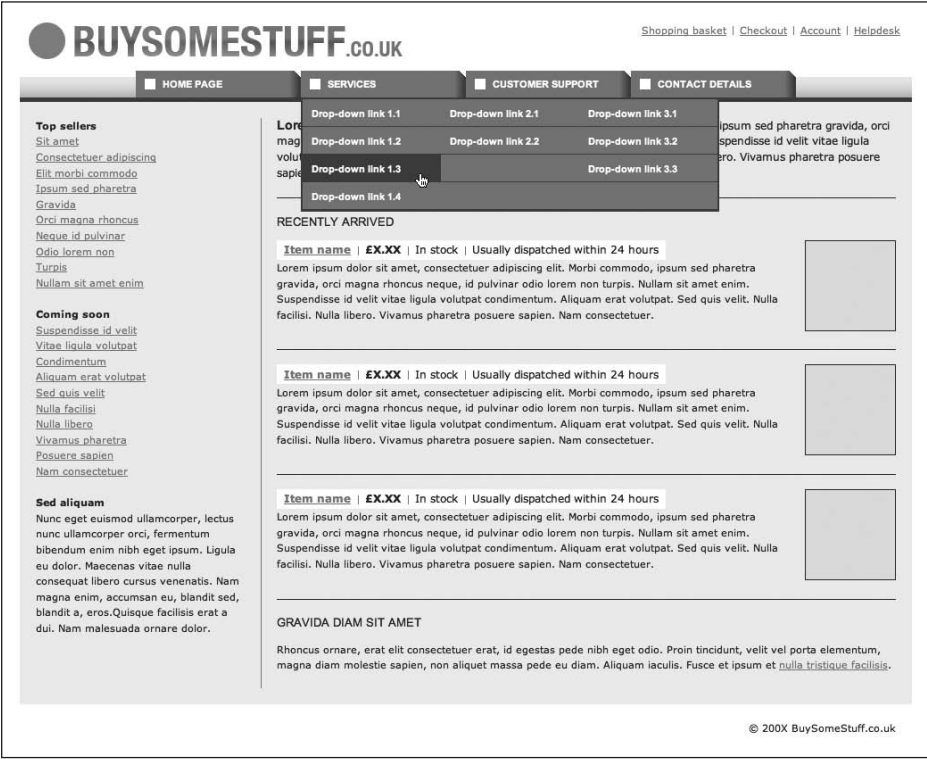 BUYSOMESTUFF.CO.UK
Shopping basket | Checkout | Account | Helpdesk
HOME PAGE
SERVICES
CUSTOMER SUPPORT
CONTACT DETAILS
Drop-down link 1.1 Drop-down link 2.1 Drop-down link 3.1
Drop-down link 1.2 Drop-down link 2.2 Drop-down link 3.2
Drop-down link 1.3 Drop-down link 3.3
Drop-down link 1.4
Top sellers
Sit amet
Consectetuer adipiscing
Elit morbi commodo
Ipsum sed pharetra
Gravida
Orci magna rhoncus
Neque id pulvinar
Odio lorem non
Turpis
Nullam sit amet enim
Coming soon
Suspendisse id velit
Vitae ligula volutpat
Condimentum
Aliquam erat volutpat
Sed quis velit
Nulla facilisi
Nulla libero
Vivamus pharetra
Posuere sapien
Nam consectetuer
Sed aliquam
Nunc eget euismod ullamcorper, lectus
nunc ullamcorper orci, fermentum
bibendum enim nibh eget ipsum. Ligula
eu dolor. Maecenas vitae nulla
consequat libero cursus venenatis. Nam
magna enim, accumsan eu, blandit sed,
blandit a, eros.Quisque facilisis erat a
dui. Nam malesuada ornare dolor.
ipsum sed pharetra gravida, orci
vitae ligula
Vivamus pharetra posuere
RECENTLY ARRIVED
Item name | £X.XX | In stock | Usually dispatched within 24 hours
Lorem ipsum dolor sit amet, consectetuer adipiscing elit. Morbi commodo, ipsum sed pharetra
gravida, orci magna rhoncus neque, id pulvinar odio lorem non turpis. Nullam sit amet enim.
Suspendisse id velit vitae ligula volutpat condimentum. Aliquam erat volutpat. Sed quis velit. Nulla
facilisi. Nulla libero. Vivamus pharetra posuere sapien. Nam consectetuer.
Item name | £X.XX | In stock | Usually dispatched within 24 hours
Lorem ipsum dolor sit amet, consectetuer adipiscing elit. Morbi commodo, ipsum sed pharetra
gravida, orci magna rhoncus neque, id pulvinar odio lorem non turpis. Nullam sit amet enim.
Suspendisse id velit vitae ligula volutpat condimentum. Aliquam erat volutpat. Sed quis velit. Nulla
facilisi. Nulla libero. Vivamus pharetra posuere sapien. Nam consectetuer.
Item name | £X.XX | In stock | Usually dispatched within 24 hours
Lorem ipsum dolor sit amet, consectetuer adipiscing elit. Morbi commodo, ipsum sed pharetra
gravida, orci magna rhoncus neque, id pulvinar odio lorem non turpis. Nullam sit amet enim.
Suspendisse id velit vitae ligula volutpat condimentum. Aliquam erat volutpat. Sed quis velit. Nulla
facilisi. Nulla libero. Vivamus pharetra posuere sapien. Nam consectetuer.
GRAVIDA DIAM SIT AMET
Rhoncus ornare, erat elit consectetuer erat, id egestas pede nibh eget odio. Proin tincidunt, velit vel porta elementum,
magna diam molestie sapien, non aliquet massa pede eu diam. Aliquam iaculis. Fusce et ipsum et nulla tristique facilisis.
© 200X BuySomeStuff.co.uk